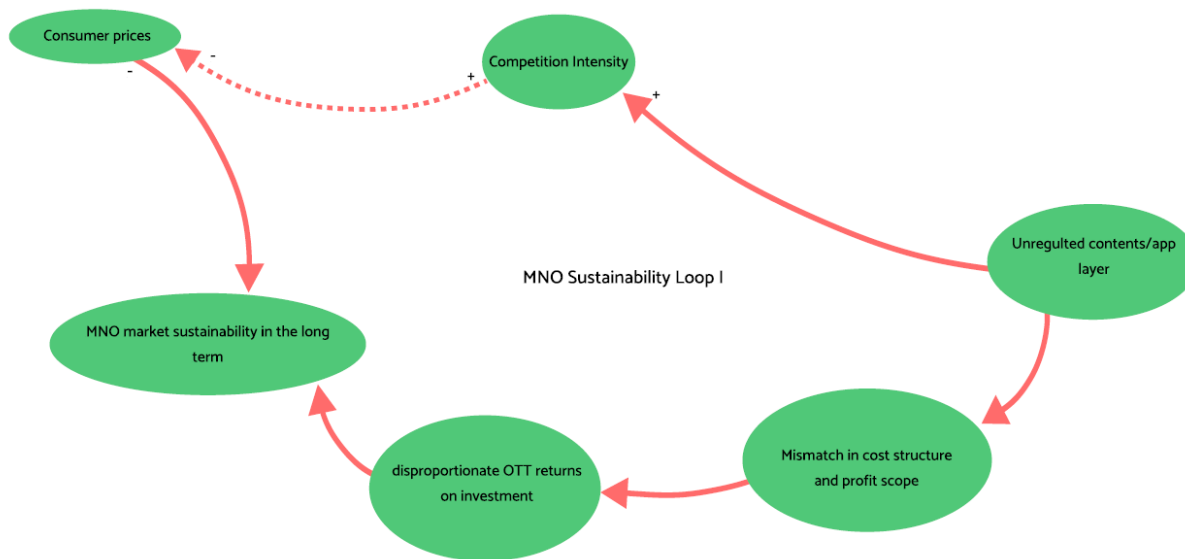 Consumer prices
-
-
+
Competition Intensity
+
Unregulted contents/app
layer
MNO Sustainability Loop I
MNO market sustainability in the long
term
disproportionate OTT returns
on investment
Mismatch in cost structure
and profit scope